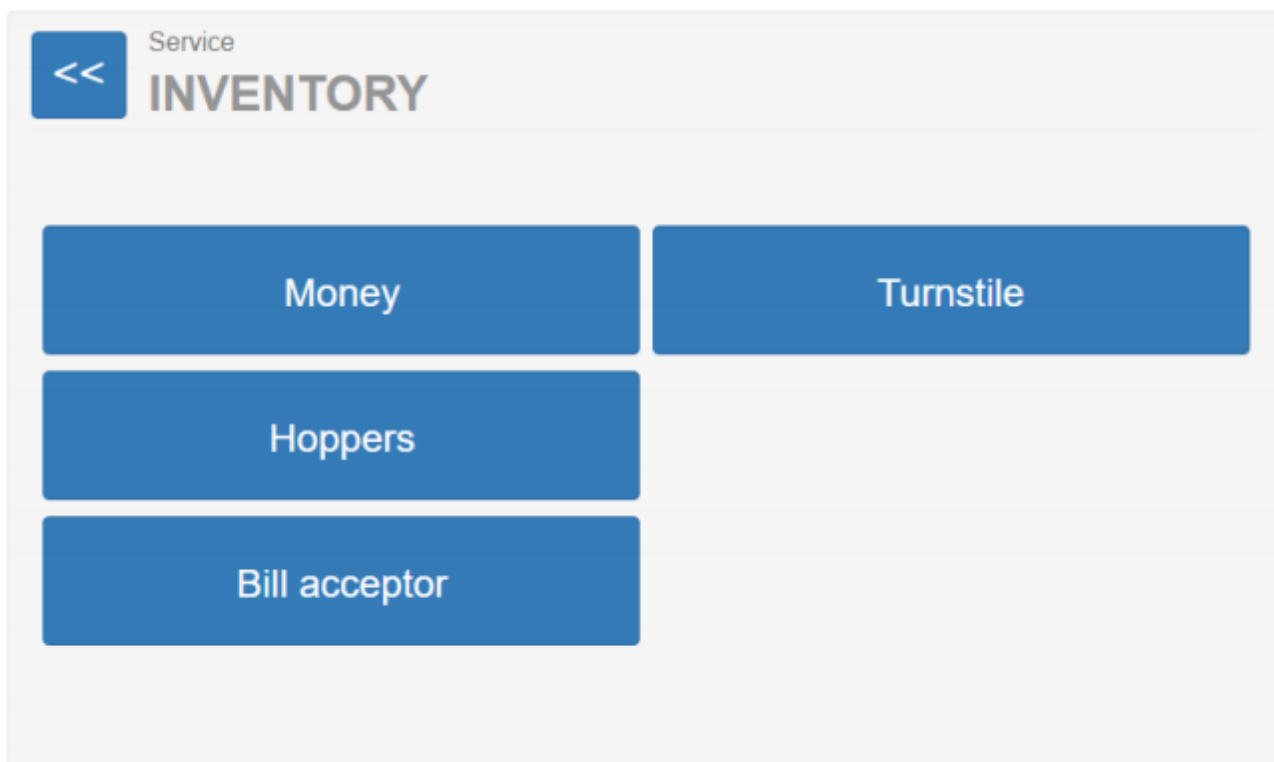 <<
Service
INVENTORY
Money
Turnstile
Hoppers
Bill acceptor